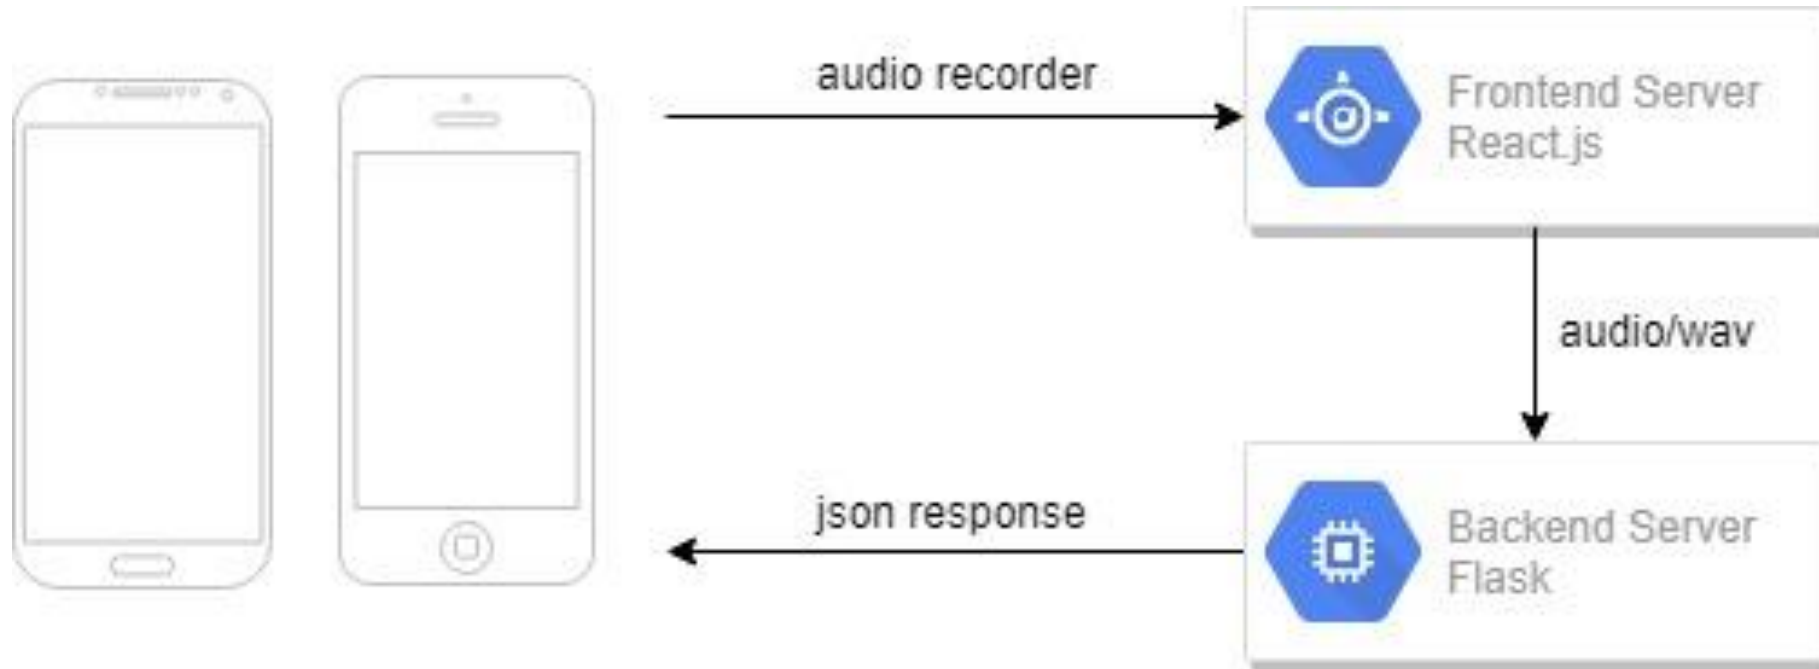 audio recorder
Frontend Server
React.js
audio/wav
json response
Backend Server
Flask